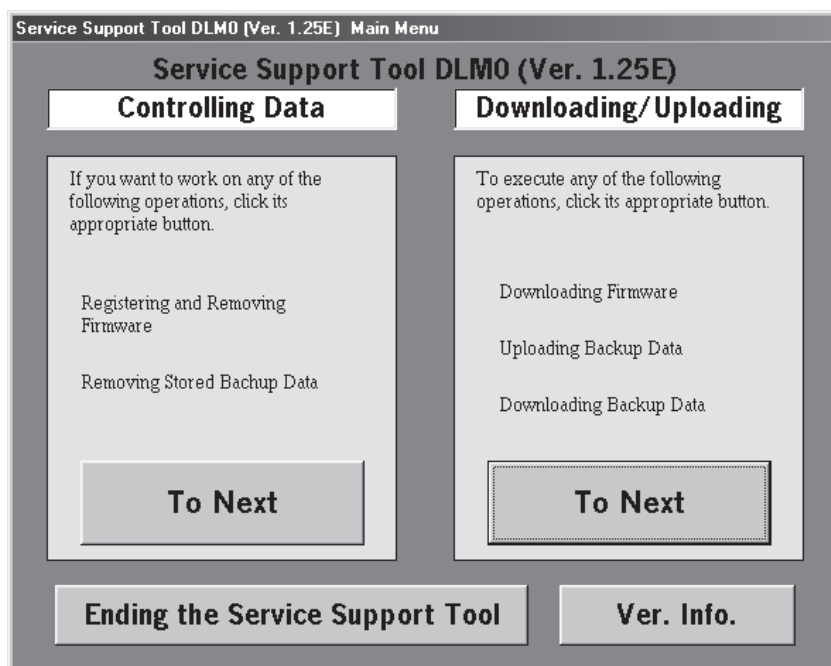 Service Support Tool DLM0 (Ver. 1.25E) Main Menu
Service Support Tool DLM0 (Ver. 1.25E)
Controlling Data
If you want to work on any of the
following operations, click its
appropriate button.
Registering and Removing
Firmware
Removing Stored Bachup Data
To Next
Downloading/Uploading
To execute any of the following
operations, click its appropriate button.
Downloading Firmware
Uploading Backup Data
Downloading Backup Data
To Next
Ending the Service Support Tool
Ver. Info.